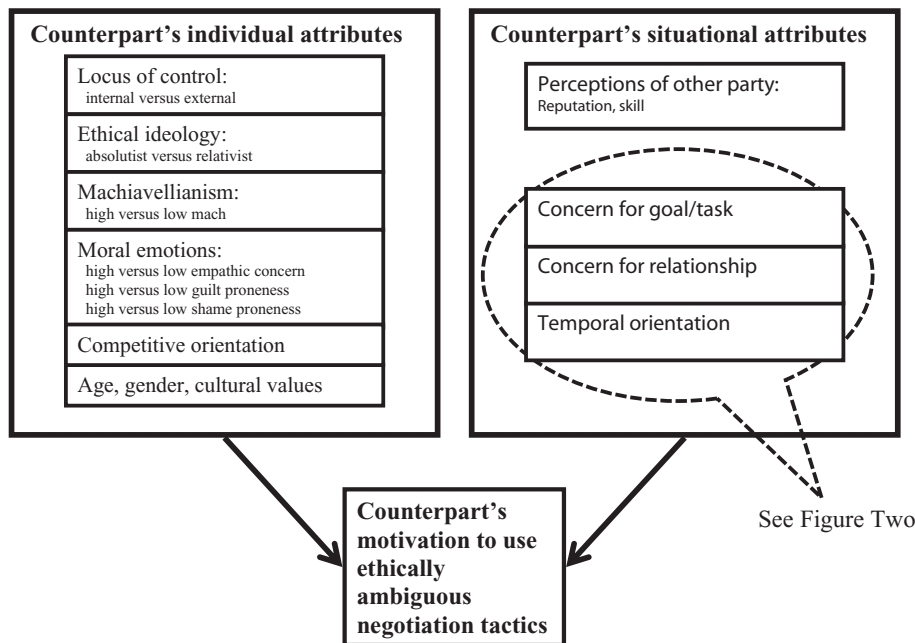 Counterpart's individual attributes
Locus of control:
internal versus external
Ethical ideology:
absolutist versus relativist
Machiavellianism:
high versus low mach
Moral emotions:
high versus low empathic concern
high versus low guilt proneness
high versus low shame proneness
Competitive orientation
Age, gender, cultural values
Counterpart's situational attributes
Perceptions of other party:
Reputation, skill
Concern for goal/task
Concern for relationship
Temporal orientation
See Figure Two
Counterpart's
motivation to use
ethically
ambiguous
negotiation tactics